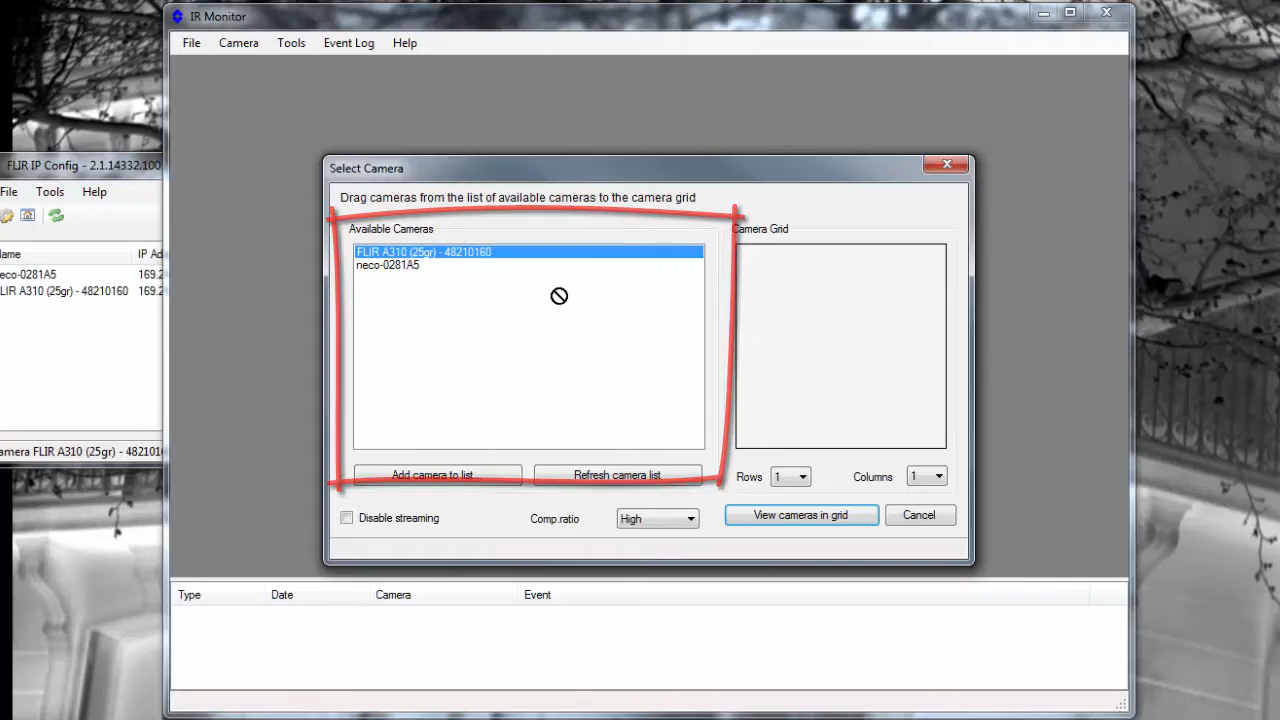 IR Monitor
File Camera Tools Event Log Help
FLIR IP Config - 2.1.14332.100
File Tools Help
ame IP Ad
eco-0281A5 169.2
LIR A310 (25gr) - 48210160 169.2
amera FLIR A310 (25gr) - 4821016
Select Camera
Drag cameras from the list of available cameras to the camera grid
Available Cameras
FLIR A310 (25gr) - 48210160
neco-0281A5
Add camera to list...
Refresh camera list
Camera Grid
Rows 1 Columns 1
Disable streaming
Comp.ratio High
View cameras in grid
Cancel
Type Date Camera Event